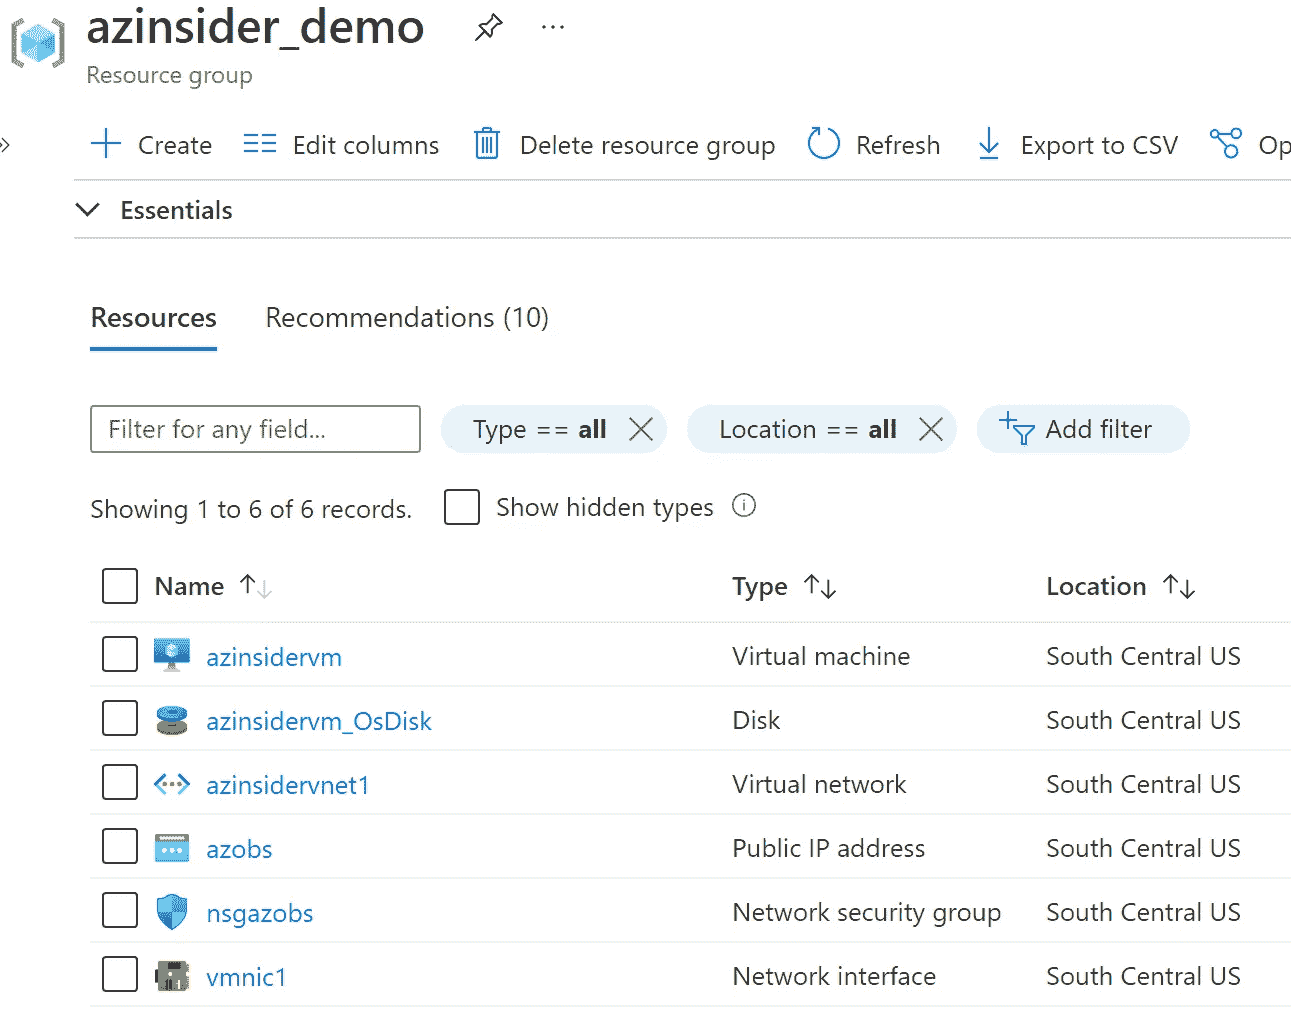 azinsider_demo
Resource group
Create Edit columns Delete resource group Refresh Export to CSV
Essentials
Resources Recommendations (10)
Filter for any field... Type == all Location == all Add filter
Showing 1 to 6 of 6 records. Show hidden types
Name Type Location
azinsidervm Virtual machine South Central US
azinsidervm_OsDisk Disk South Central US
azinsidervnet1 Virtual network South Central US
azobs Public IP address South Central US
nsgazobs Network security group South Central US
vmnic1 Network interface South Central US